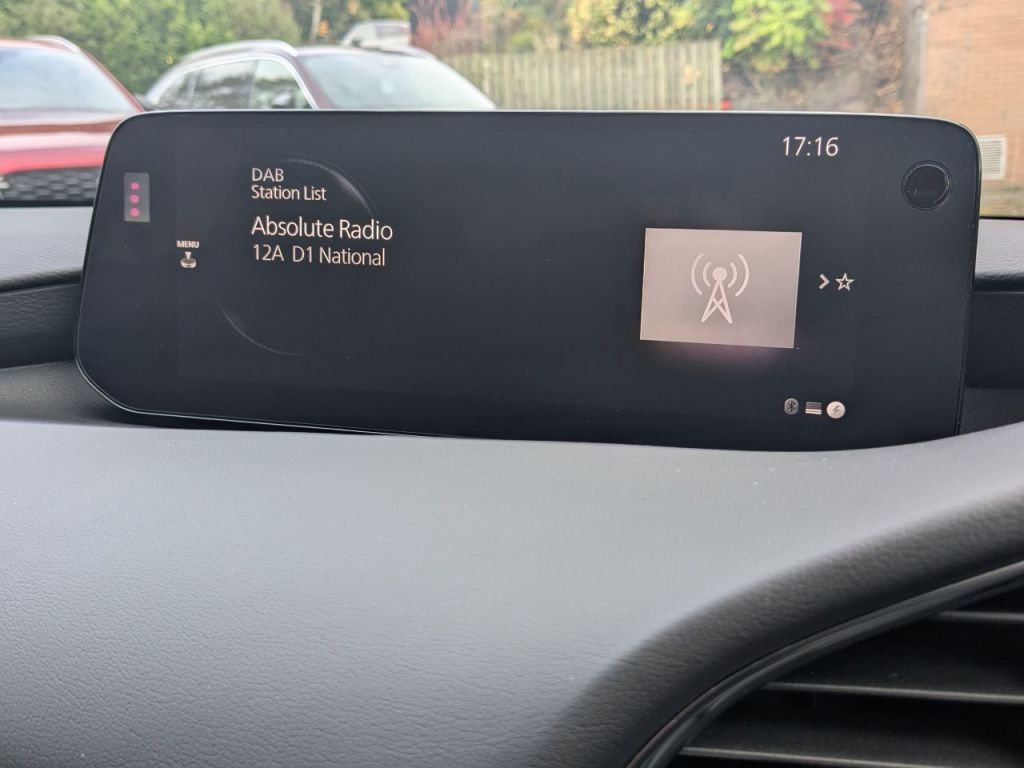 17:16
DAB
Station List
Absolute Radio
12A D1 National
MENU